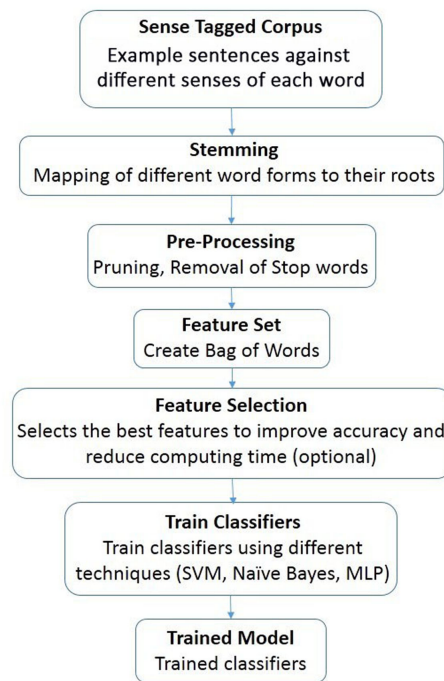 Sense Tagged Corpus
Example sentences against
different senses of each word
Stemming
Mapping of different word forms to their roots
Pre-Processing
Pruning, Removal of Stop words
Feature Set
Create Bag of Words
Feature Selection
Selects the best features to improve accuracy and
reduce computing time (optional)
Train Classifiers
Train classifiers using different
techniques (SVM, Naïve Bayes, MLP)
Trained Model
Trained classifiers